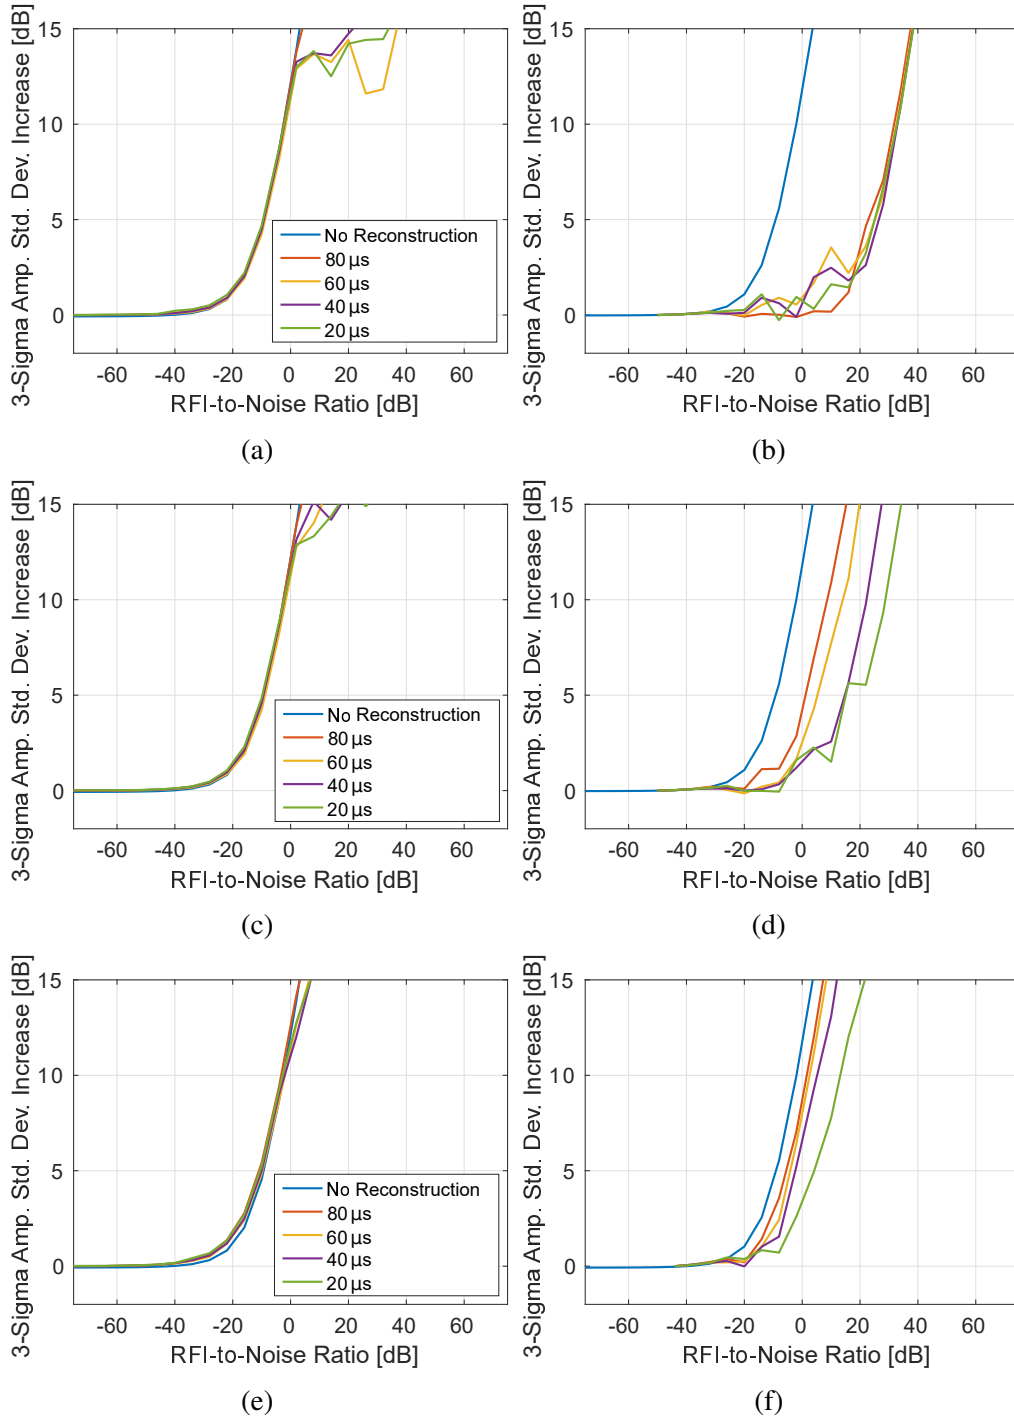 3-Sigma Amp. Std. Dev. Increase [dB]
15
10
5
0
No Reconstruction
80 µs
60 µs
40 µs
20 µs
-60 -40 -20 0 20 40 60
RFI-to-Noise Ratio [dB]
(a)
3-Sigma Amp. Std. Dev. Increase [dB]
15
10
5
0
-60 -40 -20 0 20 40 60
RFI-to-Noise Ratio [dB]
(b)
3-Sigma Amp. Std. Dev. Increase [dB]
15
10
5
0
No Reconstruction
80 µs
60 µs
40 µs
20 µs
-60 -40 -20 0 20 40 60
RFI-to-Noise Ratio [dB]
(c)
3-Sigma Amp. Std. Dev. Increase [dB]
15
10
5
0
-60 -40 -20 0 20 40 60
RFI-to-Noise Ratio [dB]
(d)
3-Sigma Amp. Std. Dev. Increase [dB]
15
10
5
0
No Reconstruction
80 µs
60 µs
40 µs
20 µs
-60 -40 -20 0 20 40 60
RFI-to-Noise Ratio [dB]
(e)
3-Sigma Amp. Std. Dev. Increase [dB]
15
10
5
0
-60 -40 -20 0 20 40 60
RFI-to-Noise Ratio [dB]
(f)